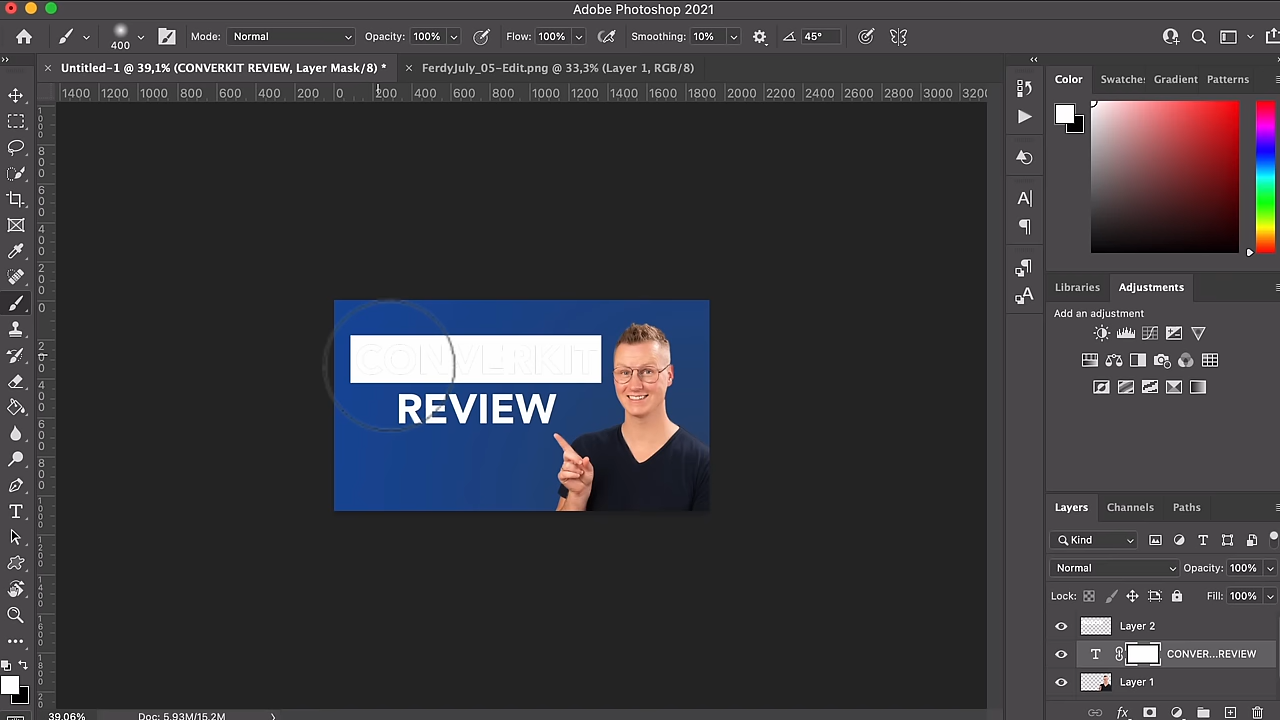 Adobe Photoshop 2021
400 Mode: Normal Opacity: 100% Flow: 100% Smoothing: 10% 45°
Untitled-1 @ 39,1% (CONVERKIT REVIEW, Layer Mask/8) * FerdyJuly_05-Edit.png @ 33,3% (Layer 1, RGB/8)
1400 1200 1000 800 600 400 200 0 200 400 600 800 1000 1200 1400 1600 1800 2000 2200 2400 2600 2800 3000 320
Color Swatche: Gradient Patterns
CONVERKIT
REVIEW
Libraries Adjustments
Add an adjustment
Layers Channels Paths
Kind
Normal Opacity: 100%
Lock: Fill: 100%
Layer 2
CONVER...REVIEW
Layer 1
39,06% Doc: 5,93M/15,2M